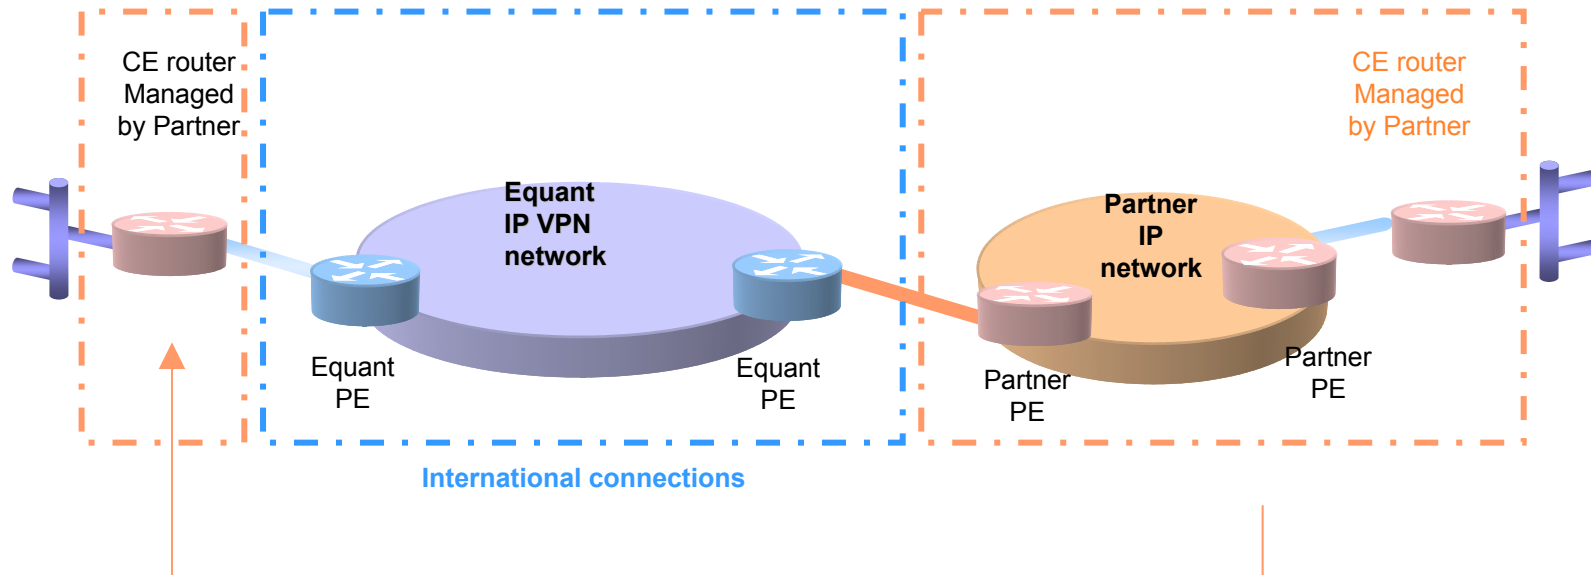 CE router
Managed
by Partner
CE router
Managed
by Partner
Equant
IP VPN
network
Partner
IP
network
Equant
PE
Equant
PE
Partner
PE
Partner
PE
International connections